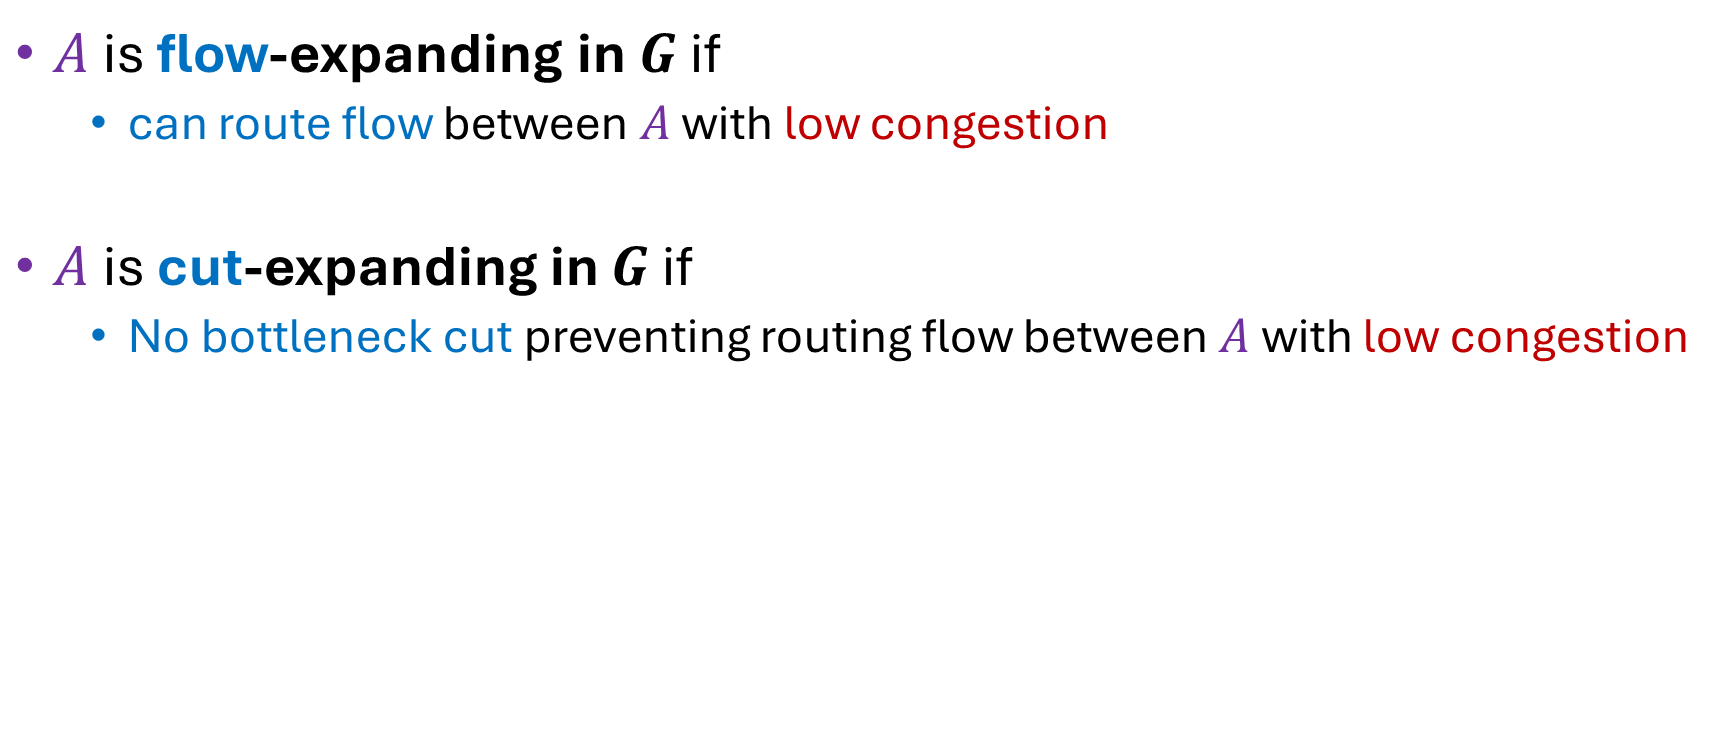 • A is flow-expanding in G if
• can route flow between A with low congestion
• A is cut-expanding in G if
• No bottleneck cut preventing routing flow between A with low congestion